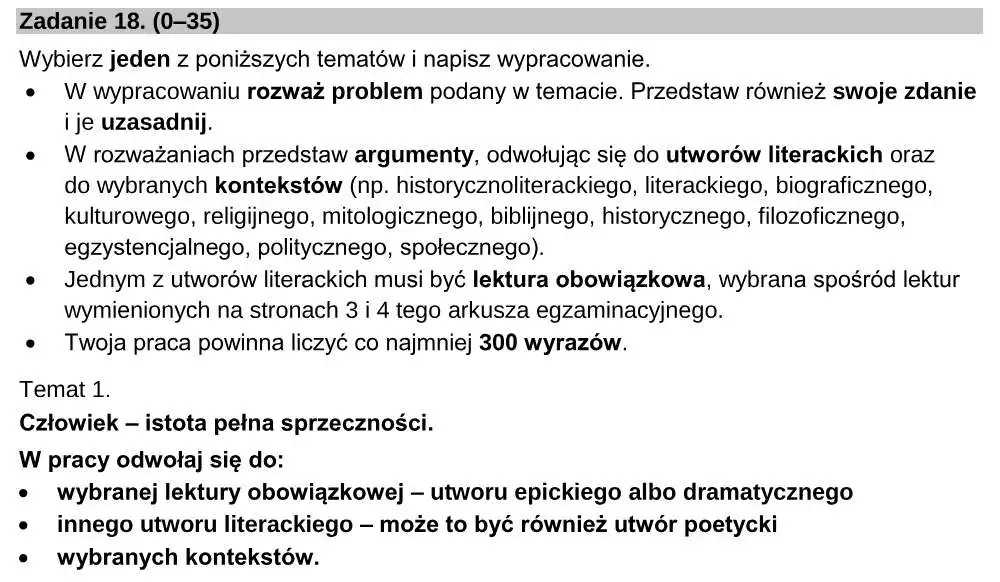 Zadanie 18. (0–35)
Wybierz jeden z poniższych tematów i napisz wypracowanie.
• W wypracowaniu rozważ problem podany w temacie. Przedstaw również swoje zdanie
i je uzasadnij.
• W rozważaniach przedstaw argumenty, odwołując się do utworów literackich oraz
do wybranych kontekstów (np. historycznoliterackiego, literackiego, biograficznego,
kulturowego, religijnego, mitologicznego, biblijnego, historycznego, filozoficznego,
egzystencjalnego, politycznego, społecznego).
• Jednym z utworów literackich musi być lektura obowiązkowa, wybrana spośród lektur
wymienionych na stronach 3 i 4 tego arkusza egzaminacyjnego.
• Twoja praca powinna liczyć co najmniej 300 wyrazów.
Temat 1.
Człowiek – istota pełna sprzeczności.
W pracy odwołaj się do:
• wybranej lektury obowiązkowej – utworu epickiego albo dramatycznego
• innego utworu literackiego – może to być również utwór poetycki
• wybranych kontekstów.